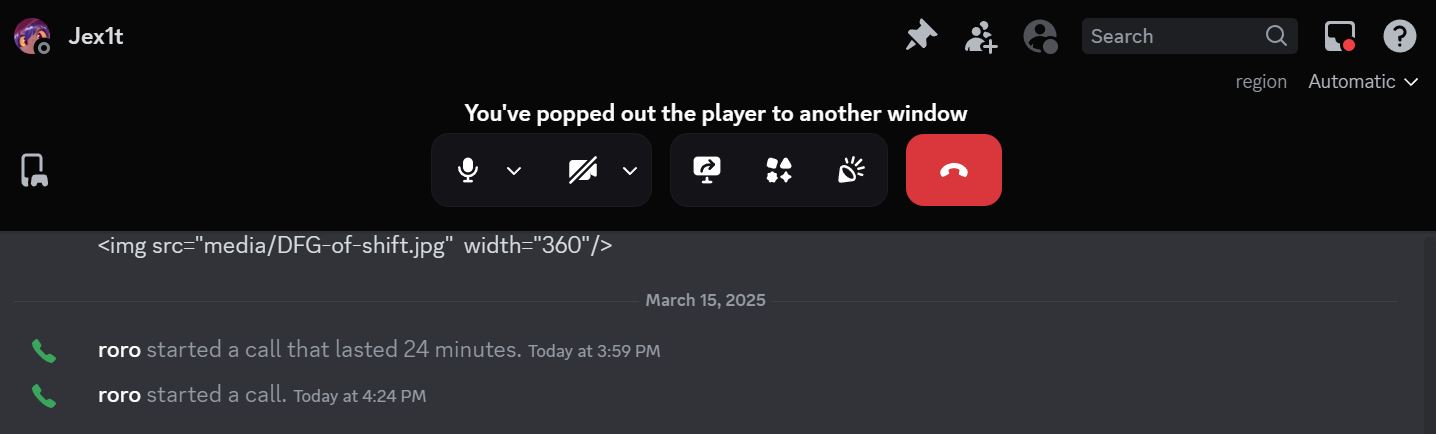 Jex1t
Search
region Automatic
You've popped out the player to another window
<img src="media/DFG-of-shift.jpg" width="360"/>
March 15, 2025
roro started a call that lasted 24 minutes. Today at 3:59 PM
roro started a call. Today at 4:24 PM